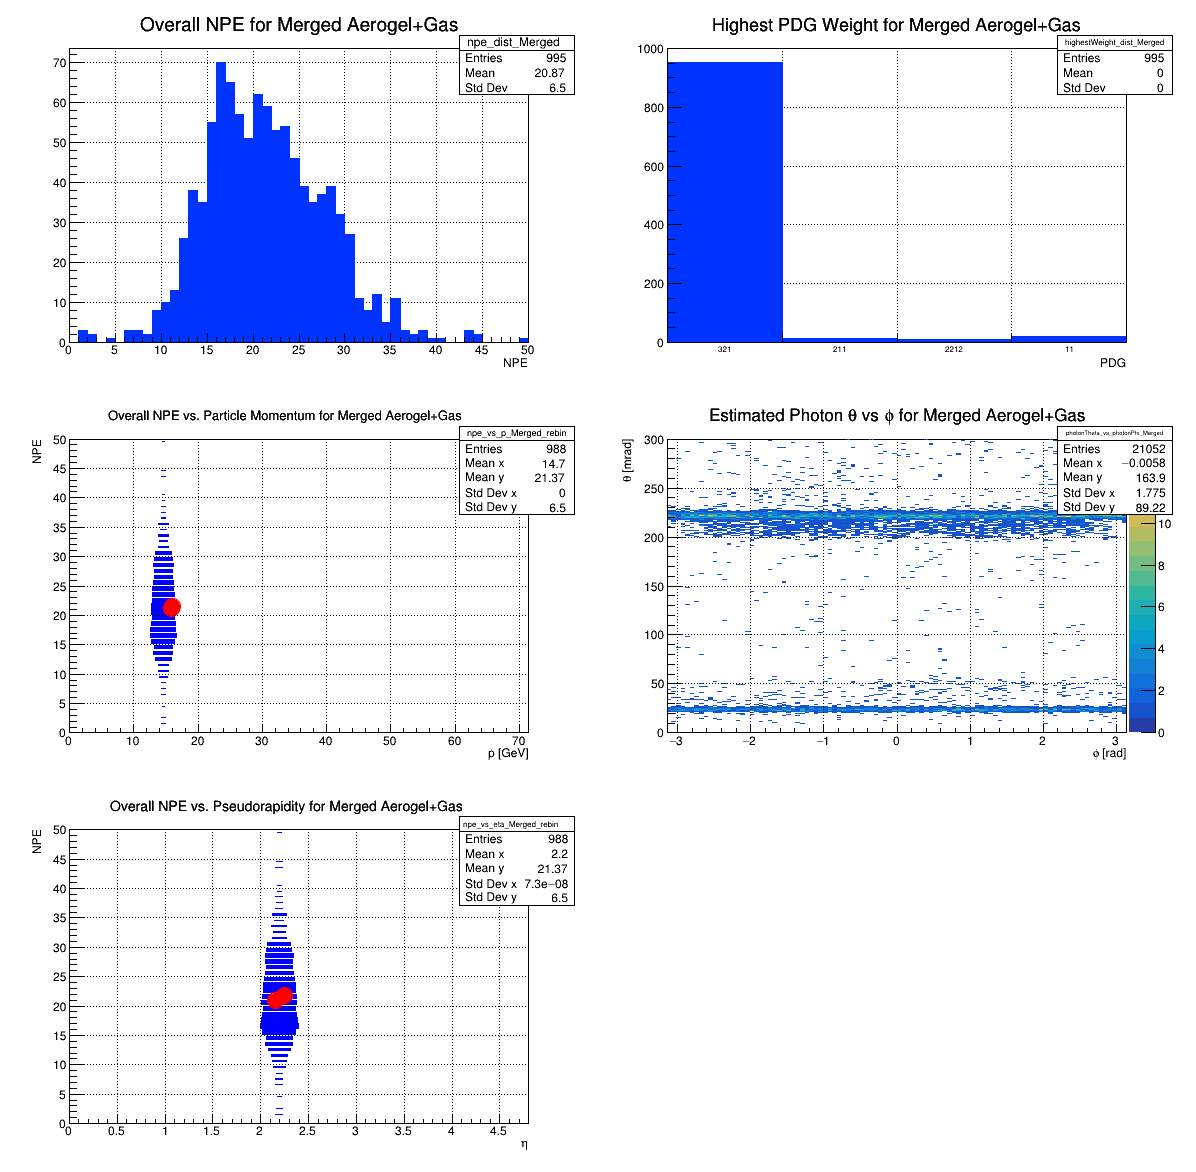 Overall NPE for Merged Aerogel+Gas
npe_dist_Merged
Entries 995
Mean 20.87
Std Dev 6.5
70
60
50
40
30
20
10
0
0 5 10 15 20 25 30 35 40 45 50
NPE
Highest PDG Weight for Merged Aerogel+Gas
highestWeight_dist_Merged
Entries 995
Mean 0
Std Dev 0
1000
800
600
400
200
0
321 211 2212 11
PDG
Overall NPE vs. Particle Momentum for Merged Aerogel+Gas
npe_vs_p_Merged_rebin
Entries 988
Mean x 14.7
Mean y 21.37
Std Dev x 0
Std Dev y 6.5
NPE
50
45
40
35
30
25
20
15
10
5
0
0 10 20 30 40 50 60 70
p [GeV]
Estimated Photon θ vs ϕ for Merged Aerogel+Gas
photonTheta_vs_photonPhi_Merged
Entries 21052
Mean x −0.0058
Mean y 163.9
Std Dev x 1.775
Std Dev y 89.22
θ [mrad]
300
250
200
150
100
50
0
−3 −2 −1 0 1 2 3
ϕ [rad]
10
8
6
4
2
0
Overall NPE vs. Pseudorapidity for Merged Aerogel+Gas
npe_vs_eta_Merged_rebin
Entries 988
Mean x 2.2
Mean y 21.37
Std Dev x 7.3e−08
Std Dev y 6.5
NPE
50
45
40
35
30
25
20
15
10
5
0
0 0.5 1 1.5 2 2.5 3 3.5 4 4.5
η